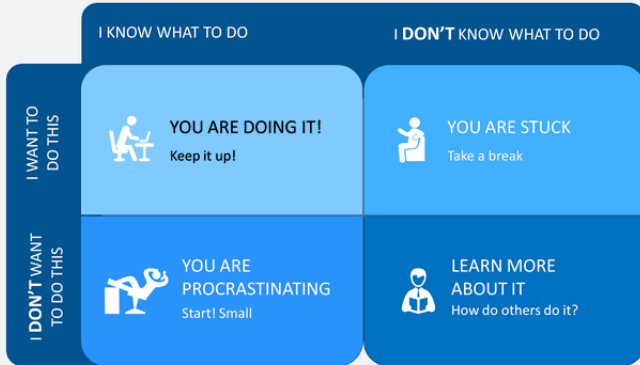 I KNOW WHAT TO DO
I DON'T KNOW WHAT TO DO
I WANT TO
DO THIS
YOU ARE DOING IT!
Keep it up!
YOU ARE STUCK
Take a break
I DON'T WANT
TO DO THIS
YOU ARE
PROCRASTINATING
Start! Small
LEARN MORE
ABOUT IT
How do others do it?